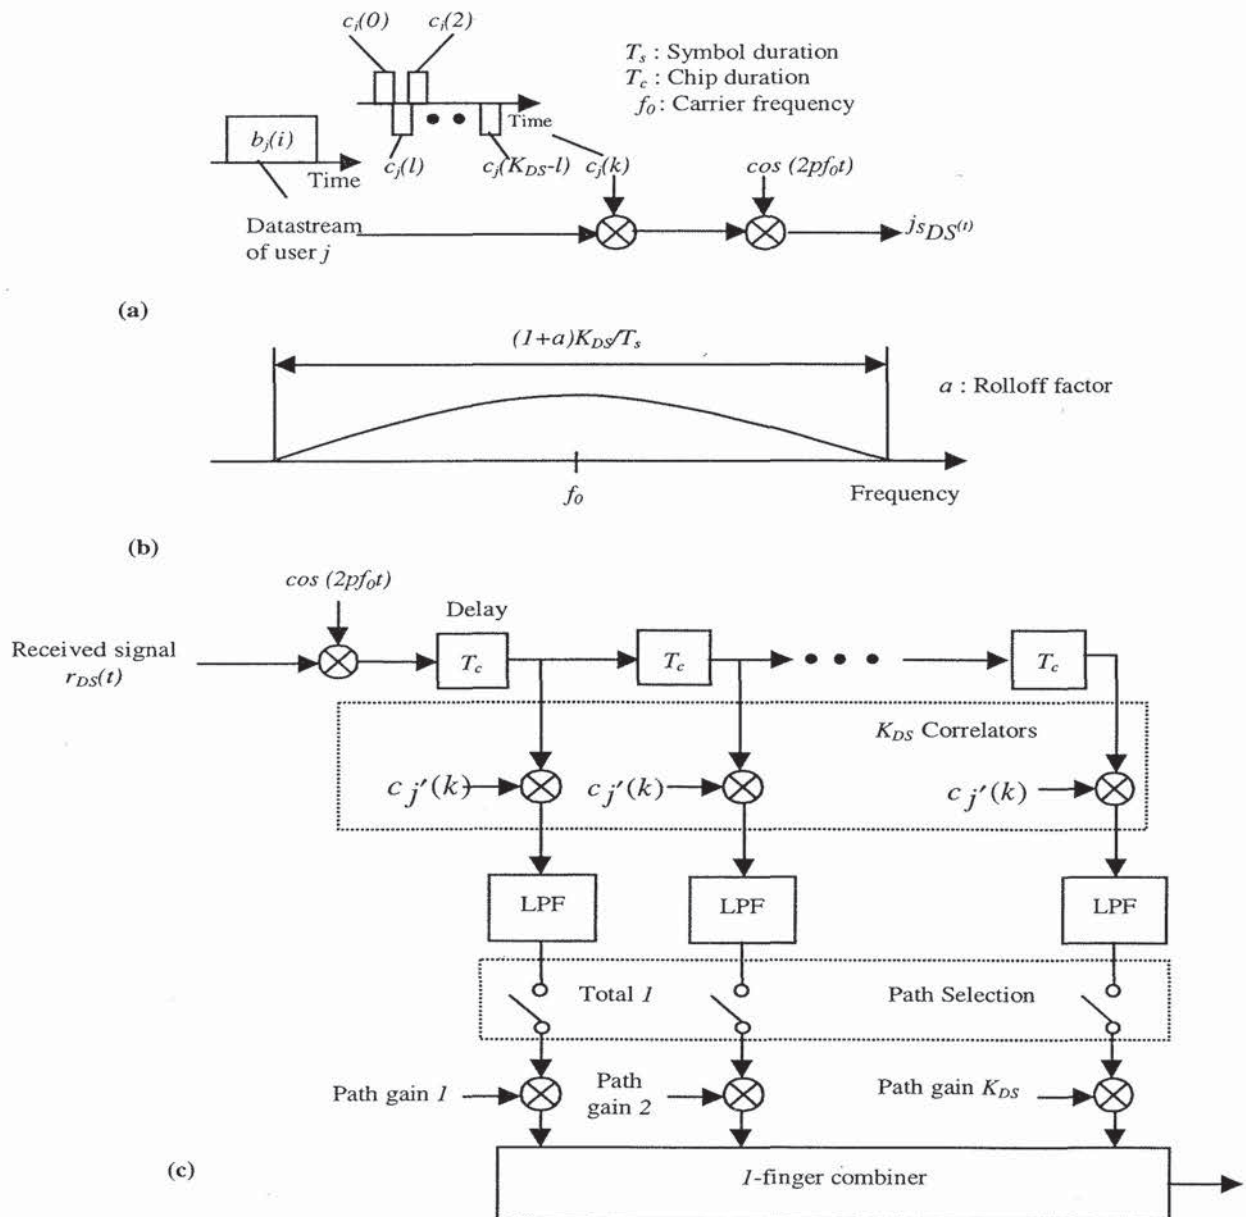 c_i(0) c_i(2)
T_s : Symbol duration
T_c : Chip duration
f_0 : Carrier frequency
b_j(i)
Time
Time
c_j(l) c_j(K_DS-l) c_j(k) cos (2pf_0t)
Datastream
of user j
j_SDS^(t)
(a)
(1+a)K_DS/T_s
a : Rolloff factor
f_0
Frequency
(b)
cos (2pf_0t)
Delay
Received signal
r_DS(t)
T_c T_c T_c
K_DS Correlators
c_j'(k) c_j'(k) c_j'(k)
LPF LPF LPF
Total 1 Path Selection
Path gain 1
Path
gain 2
Path gain K_DS
(c)
1-finger combiner